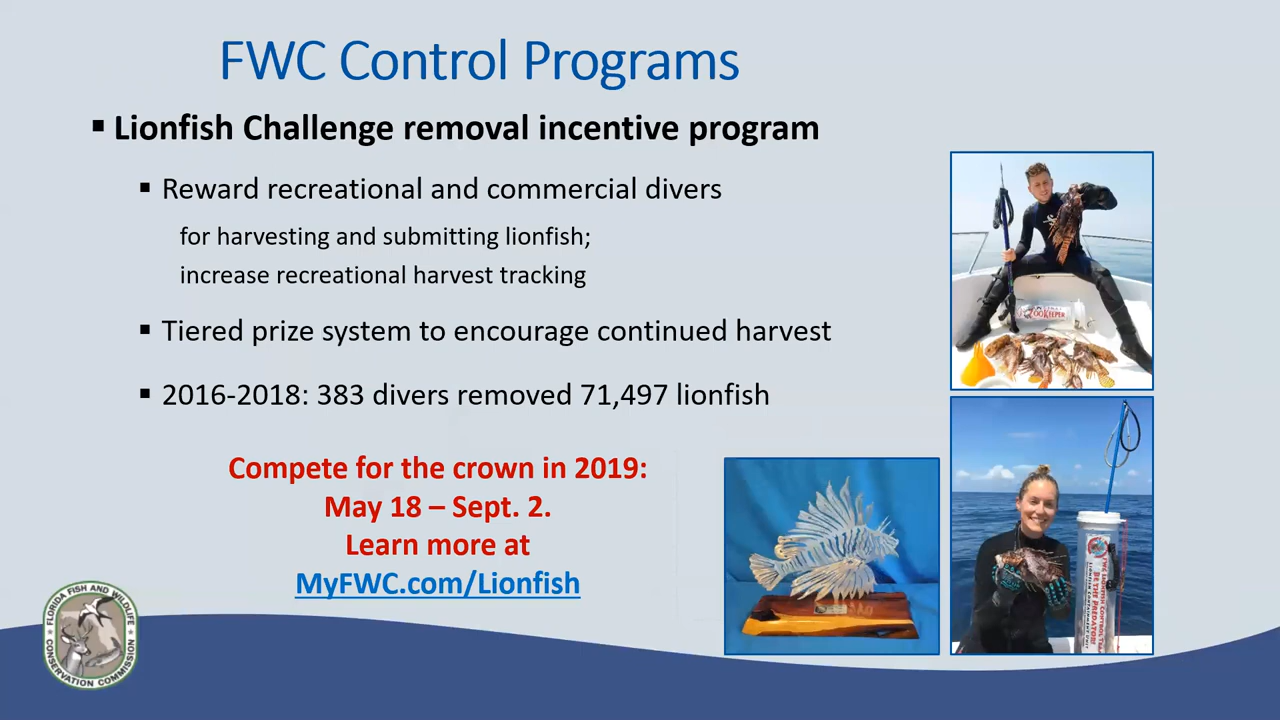 FWC Control Programs
▪ Lionfish Challenge removal incentive program
▪ Reward recreational and commercial divers
for harvesting and submitting lionfish;
increase recreational harvest tracking
▪ Tiered prize system to encourage continued harvest
▪ 2016-2018: 383 divers removed 71,497 lionfish
Compete for the crown in 2019:
May 18 – Sept. 2.
Learn more at
MyFWC.com/Lionfish
FLORIDA FISH AND WILDLIFE
CONSERVATION COMMISSION
ZOOKEEPER
BE THE PREDATOR!